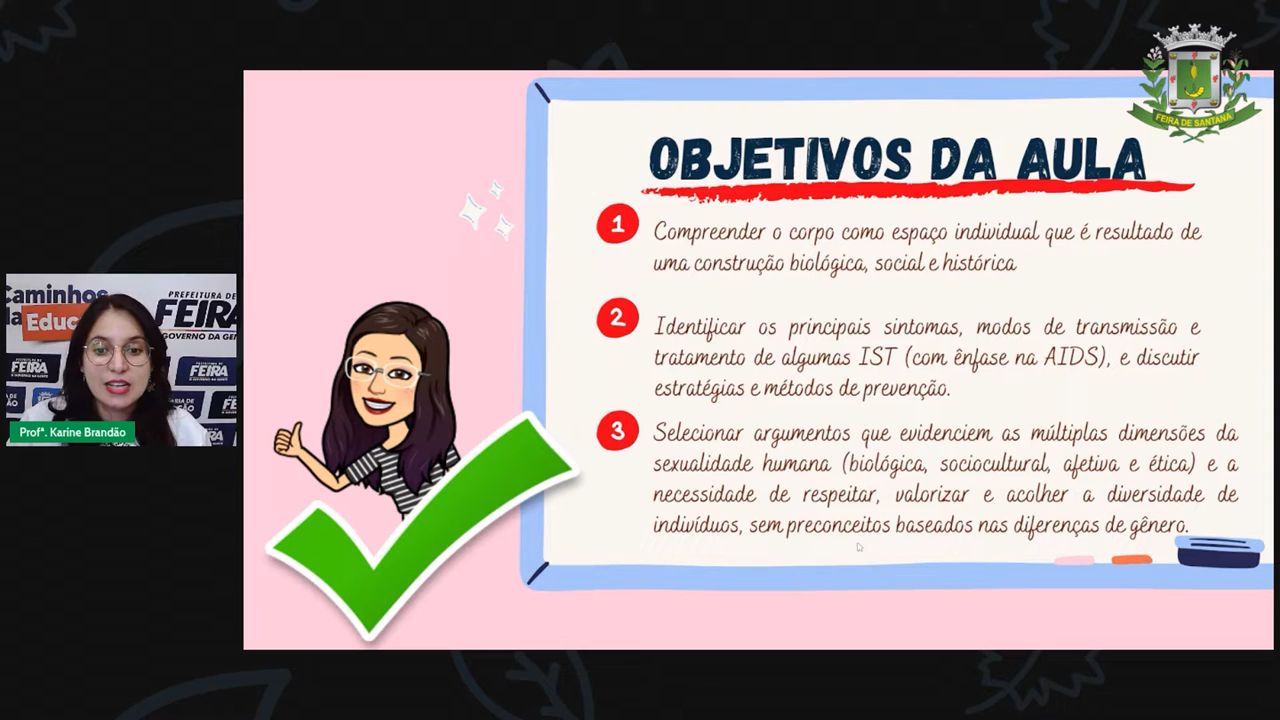 FEIRA DE SANTANA
OBJETIVOS DA AULA
1
Compreender o corpo como espaço individual que é resultado de
uma construção biológica, social e histórica
2
Identificar os principais sintomas, modos de transmissão e
tratamento de algumas IST (com ênfase na AIDS), e discutir
estratégias e métodos de prevenção.
3
Selecionar argumentos que evidenciem as múltiplas dimensões da
sexualidade humana (biológica, sociocultural, afetiva e ética) e a
necessidade de respeitar, valorizar e acolher a diversidade de
indivíduos, sem preconceitos baseados nas diferenças de gênero.
Caminhos
da
Educ
PREFEITURA DE
FEIRA
GOVERNO DA GEN
FEIRA
FEIRA
Profª. Karine Brandão